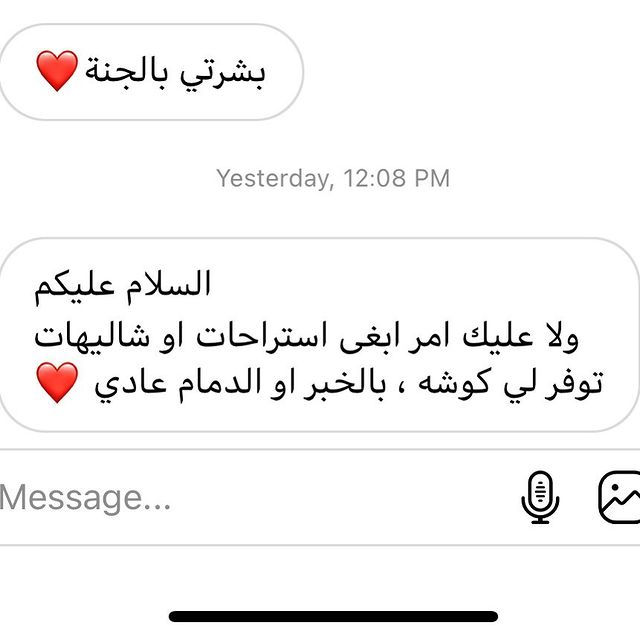 بشرتي بالجنة ❤️
Yesterday, 12:08 PM
السلام عليكم
ولا عليك امر ابغى استراحات او شاليهات
توفر لي كوشه ، بالخبر او الدمام عادي ❤️
Message...